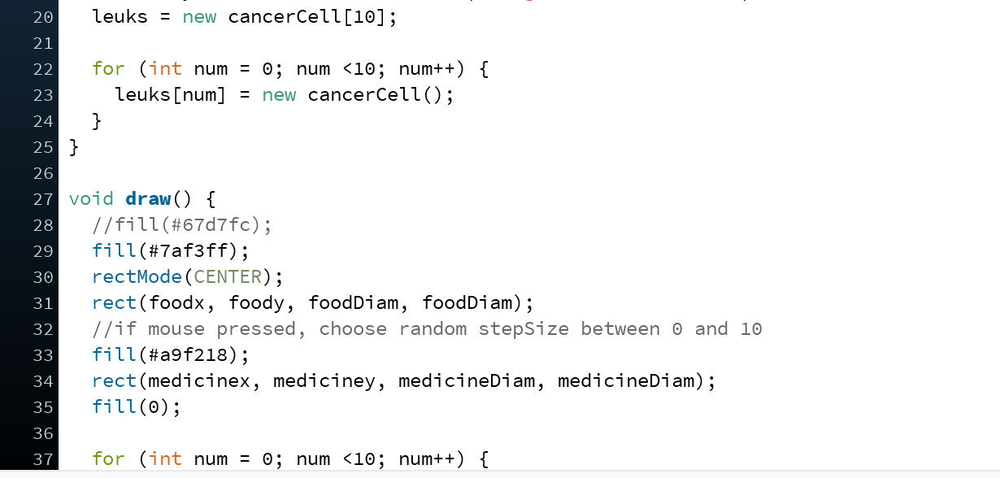 20 leuks = new cancerCell[10];
21
22 for (int num = 0; num <10; num++) {
23 leuks[num] = new cancerCell();
24 }
25 }
26
27 void draw() {
28 //fill(#67d7fc);
29 fill(#7af3ff);
30 rectMode(CENTER);
31 rect(foodx, foody, foodDiam, foodDiam);
32 //if mouse pressed, choose random stepSize between 0 and 10
33 fill(#a9f218);
34 rect(medicinex, mediciney, medicineDiam, medicineDiam);
35 fill(0);
36
37 for (int num = 0; num <10; num++) {